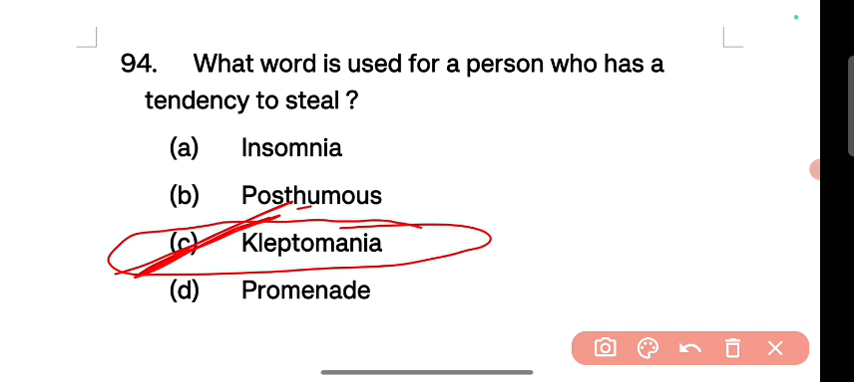 94. What word is used for a person who has a
tendency to steal ?
(a) Insomnia
(b) Posthumous
(c) Kleptomania
(d) Promenade